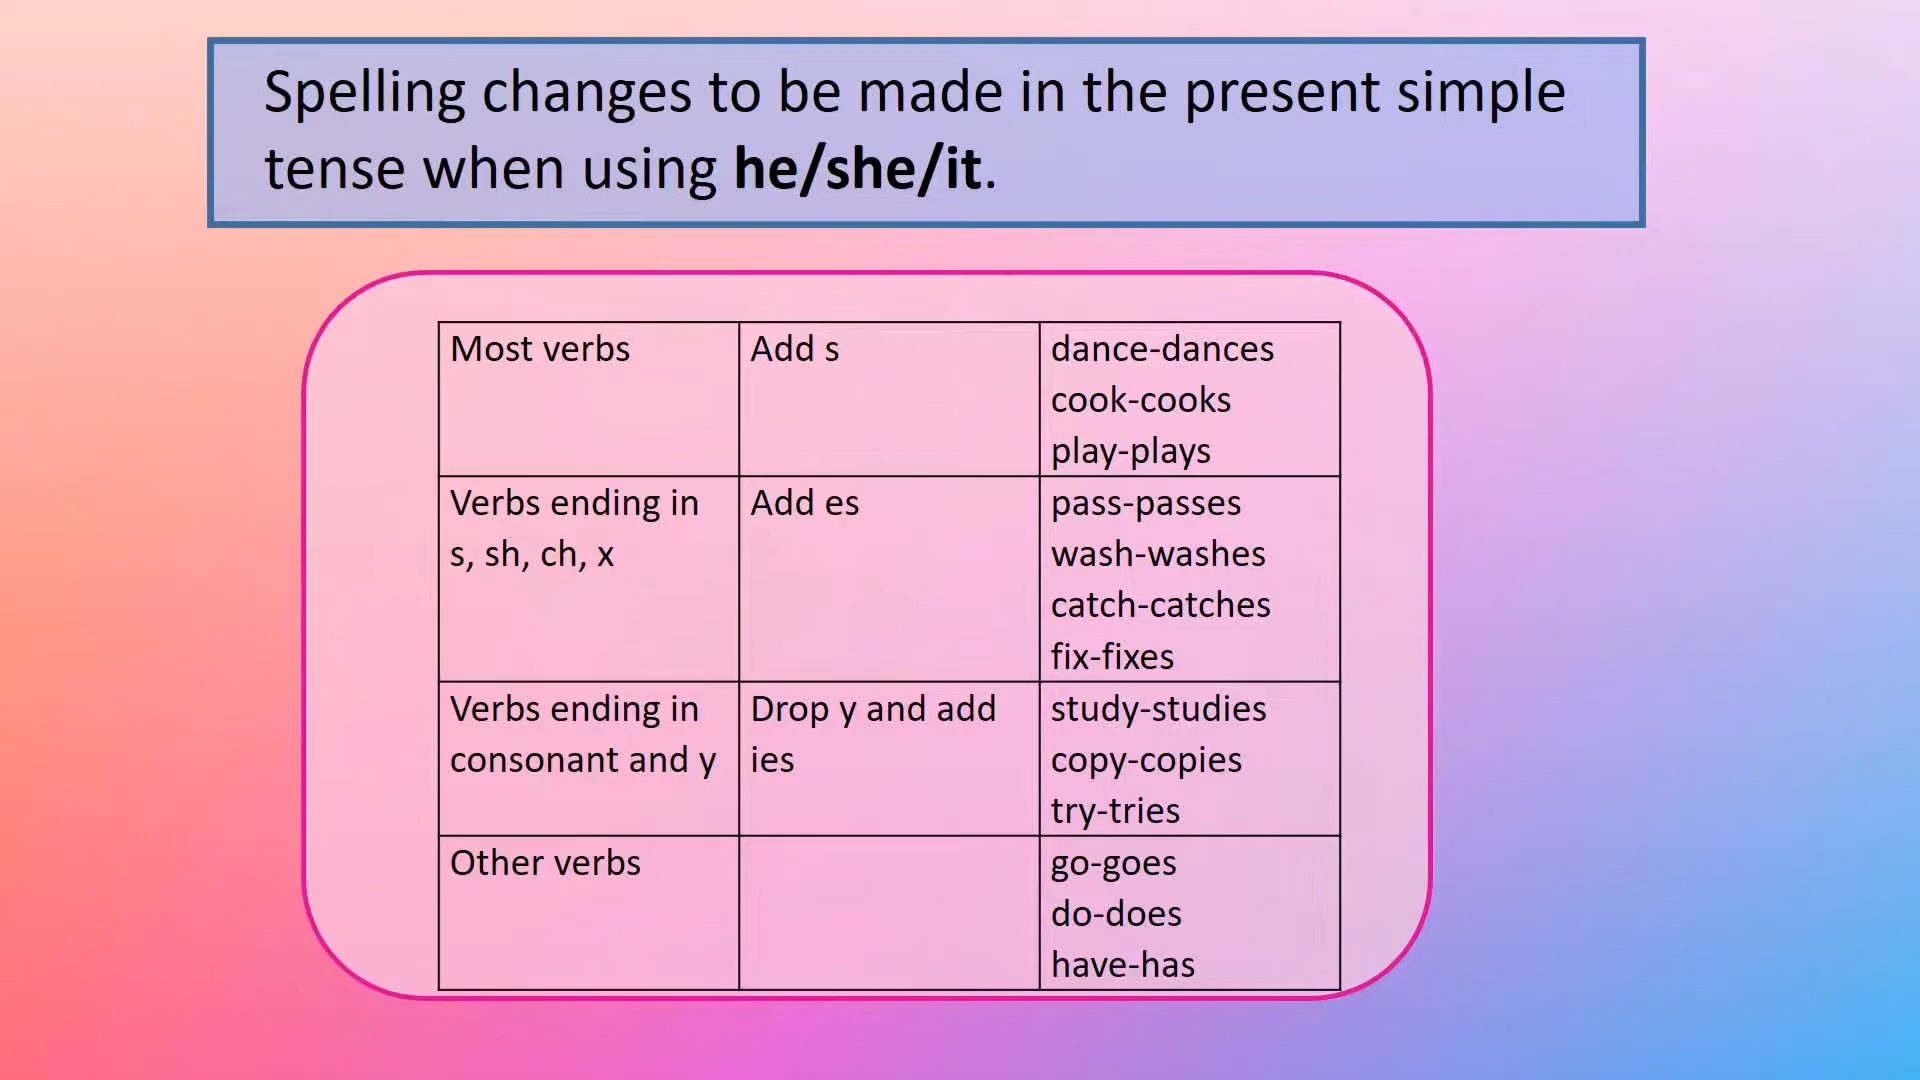 Spelling changes to be made in the present simple
tense when using he/she/it.
Most verbs
Add s
dance-dances
cook-cooks
play-plays
Verbs ending in
s, sh, ch, x
Add es
pass-passes
wash-washes
catch-catches
fix-fixes
Verbs ending in
consonant and y
Drop y and add
ies
study-studies
copy-copies
try-tries
Other verbs
go-goes
do-does
have-has